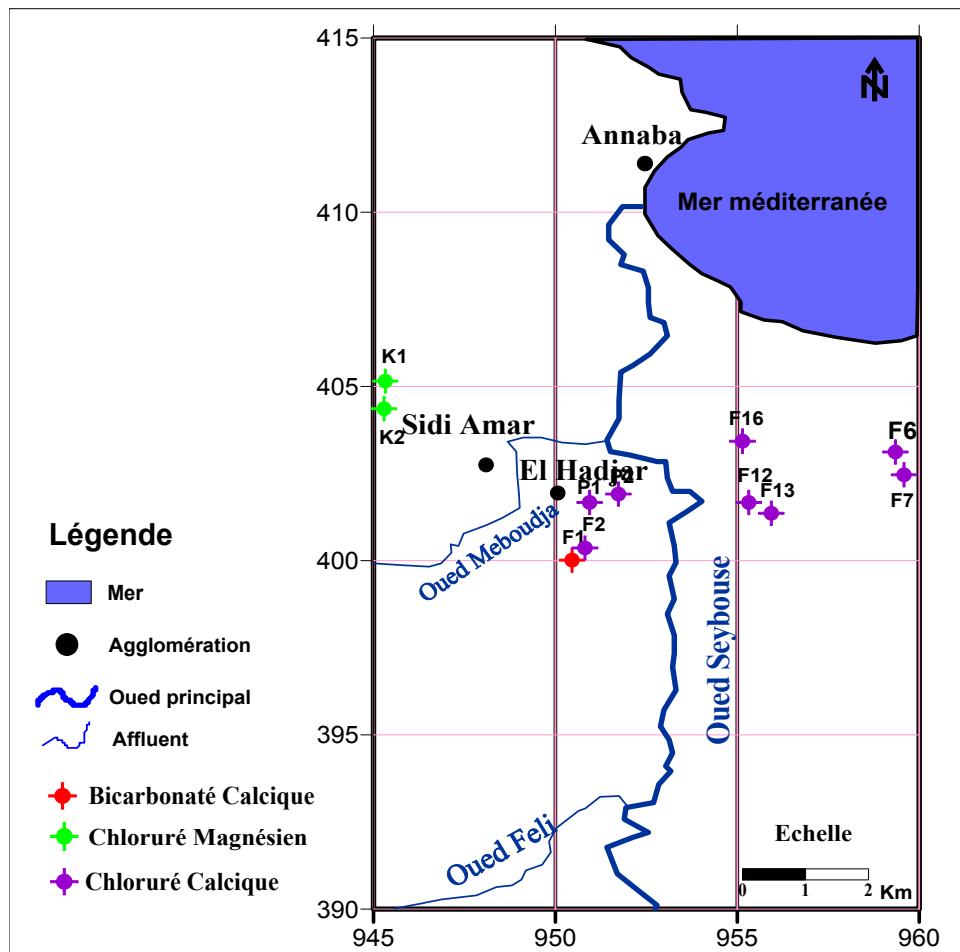 415
N
Annaba
Mer méditerranée
410
K1
405
K2
Sidi Amar
F16
F6
El Hadjar
P1
P2
F12
F13
F7
F1
F2
400
Oued Meboudja
Oued Seybouse
Légende
Mer
Agglomération
Oued principal
Affluent
Bicarbonaté Calcique
Chloruré Magnésien
Chloruré Calcique
395
Oued Feli
Echelle
0 1 2
Km
390
945 950 955 960